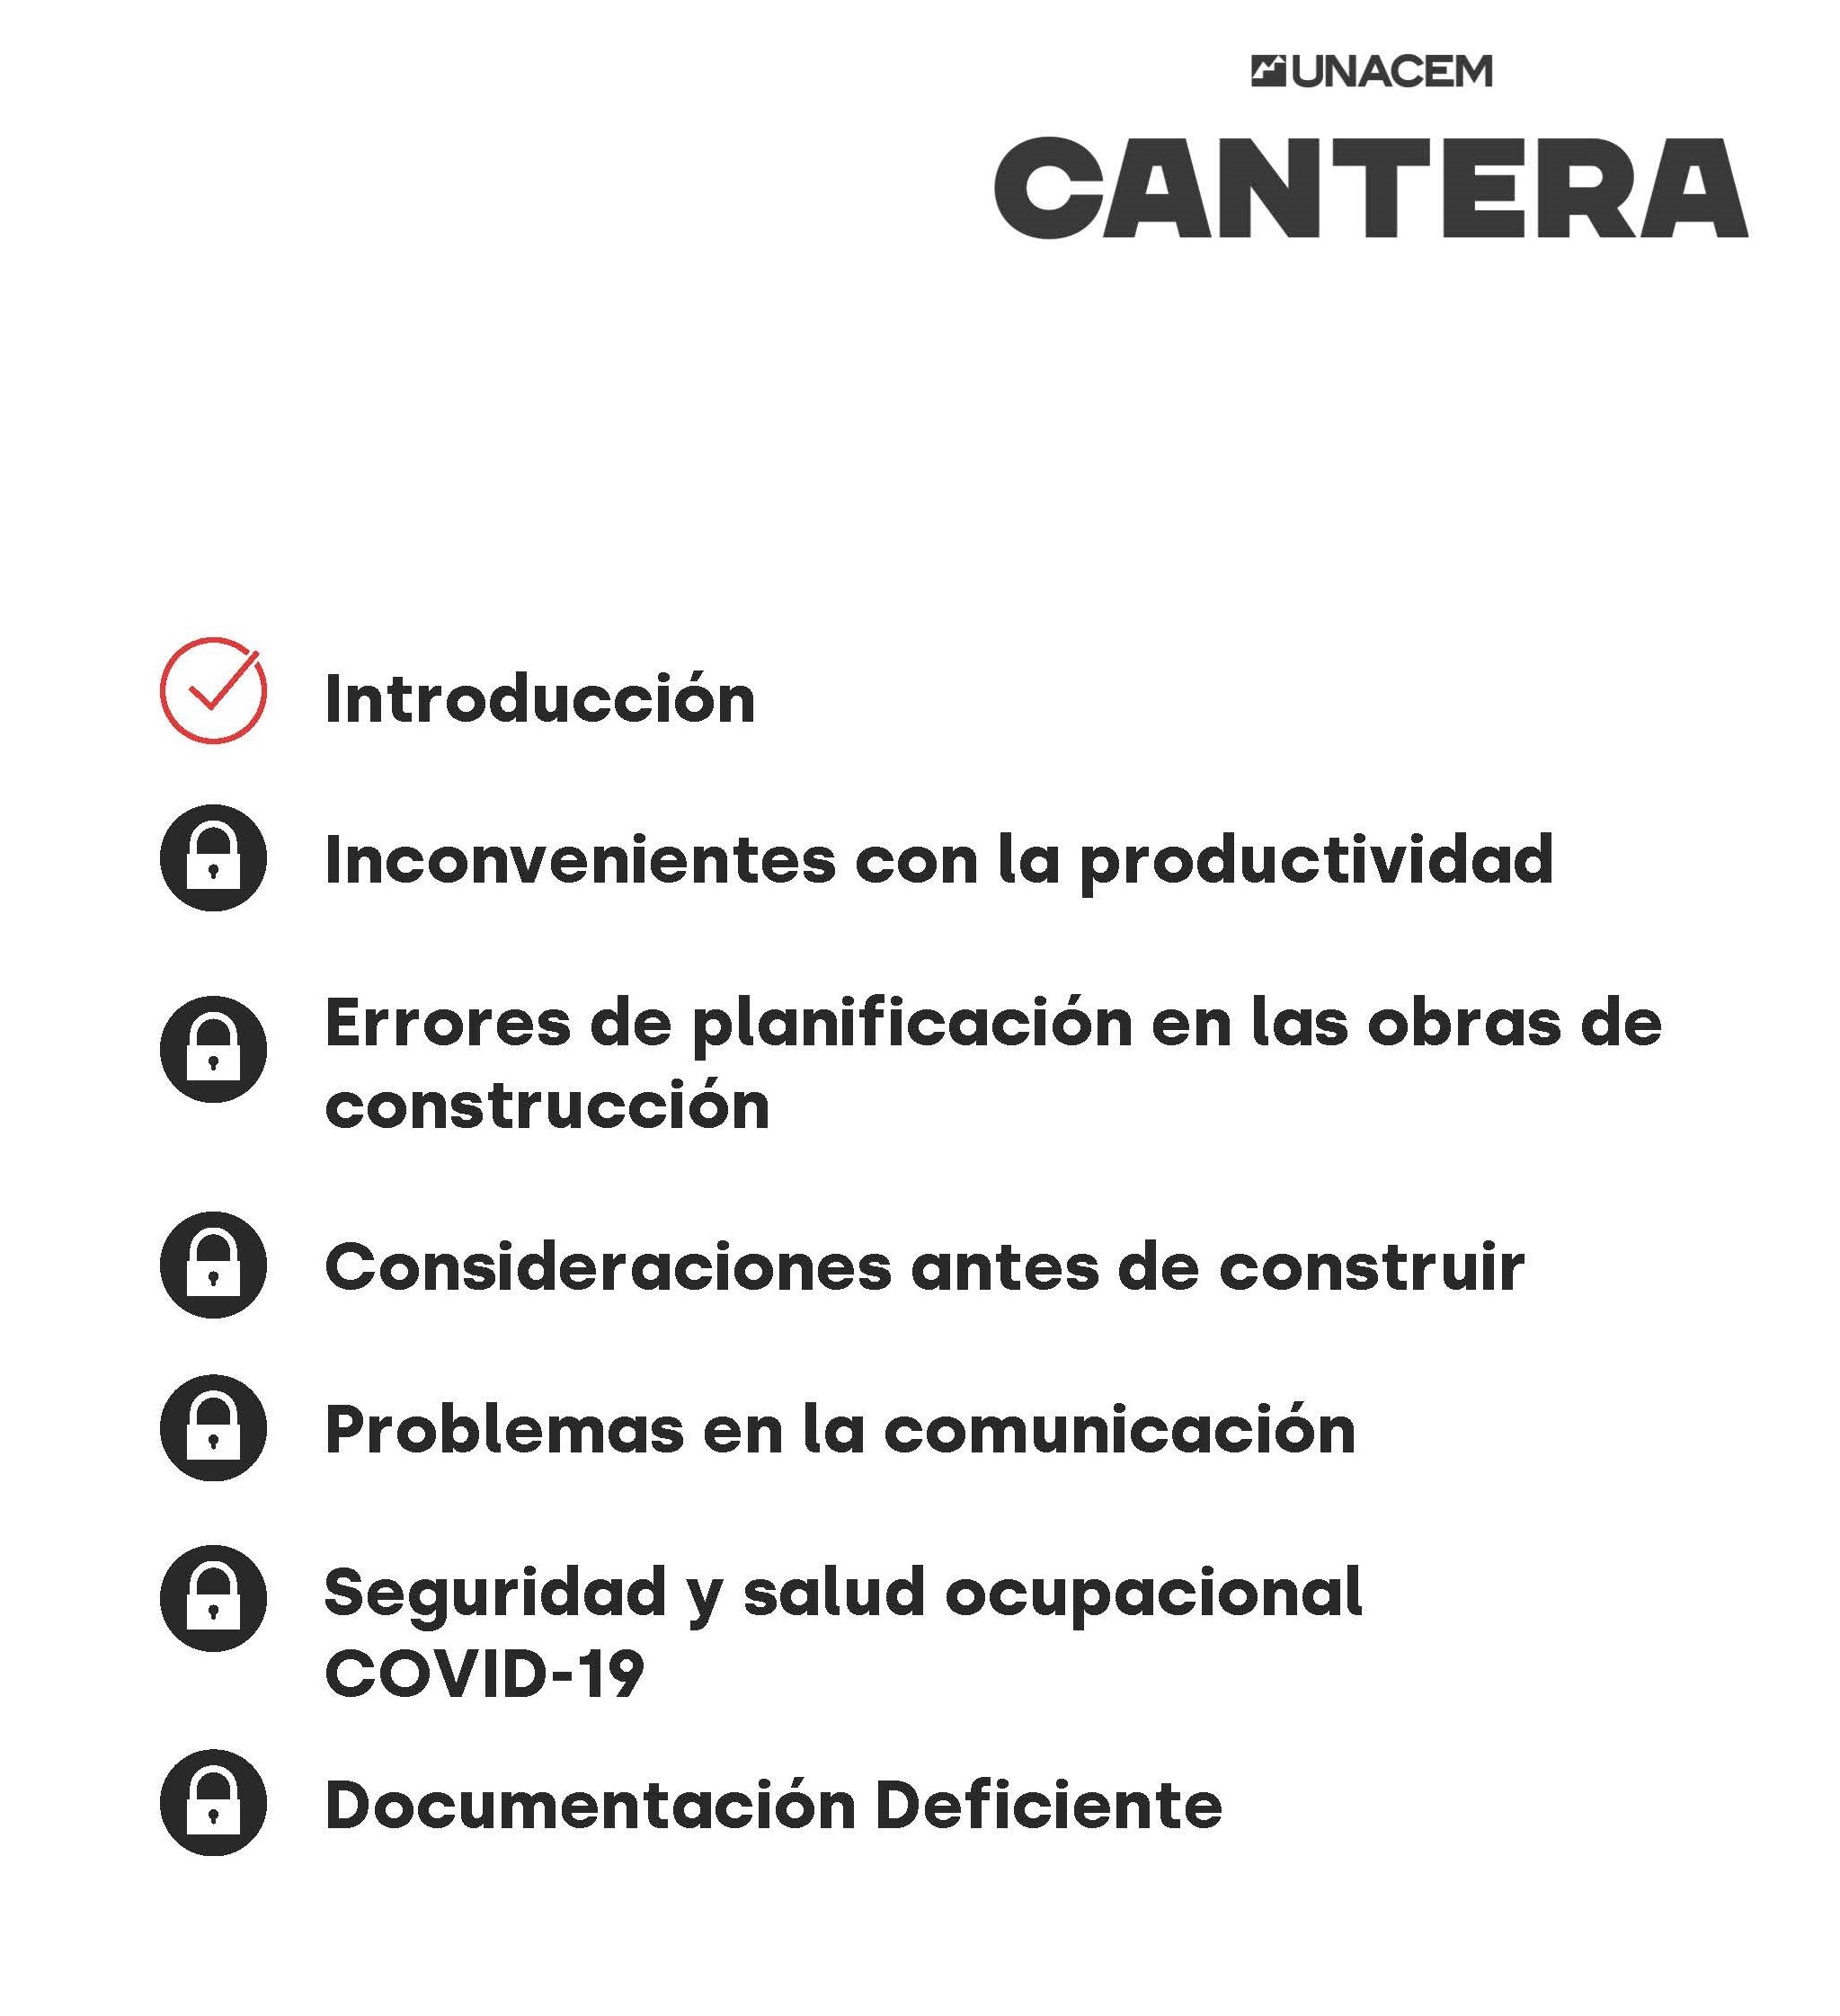 UNACEM
CANTERA
Introducción
Inconvenientes con la productividad
Errores de planificación en las obras de
construcción
Consideraciones antes de construir
Problemas en la comunicación
Seguridad y salud ocupacional
COVID-19
Documentación Deficiente